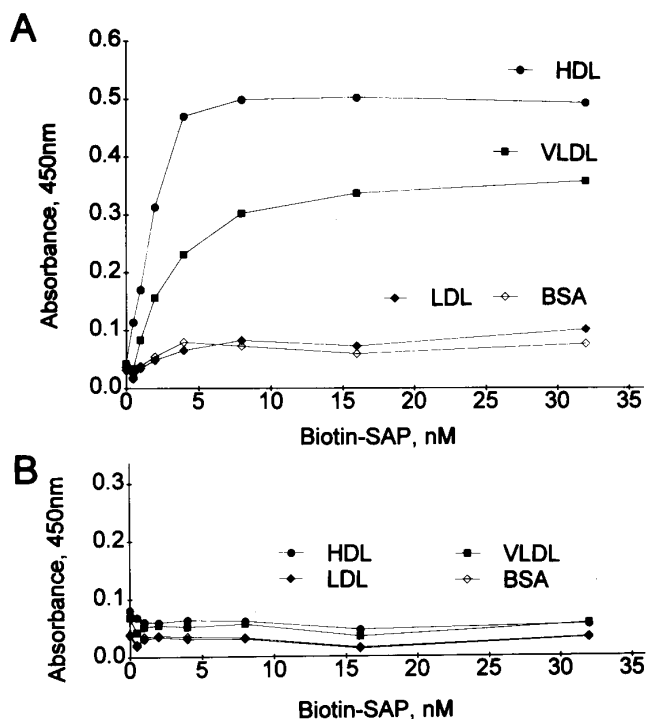 A
0.6
0.5
0.4
0.3
0.2
0.1
0.0
Absorbance, 450nm
HDL
VLDL
LDL BSA
0 5 10 15 20 25 30 35
Biotin-SAP, nM
B
0.3
0.2
0.1
0.0
Absorbance, 450nm
HDL VLDL
LDL BSA
0 5 10 15 20 25 30 35
Biotin-SAP, nM